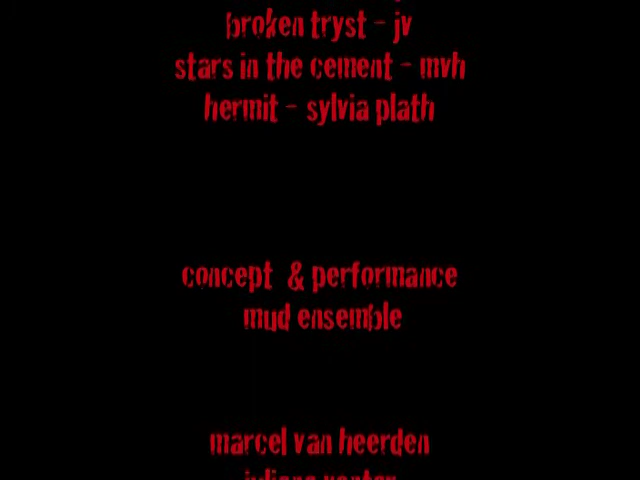 broken tryst - jv
stars in the cement - mvh
hermit - sylvia plath
concept & performance
mud ensemble
marcel van heerden